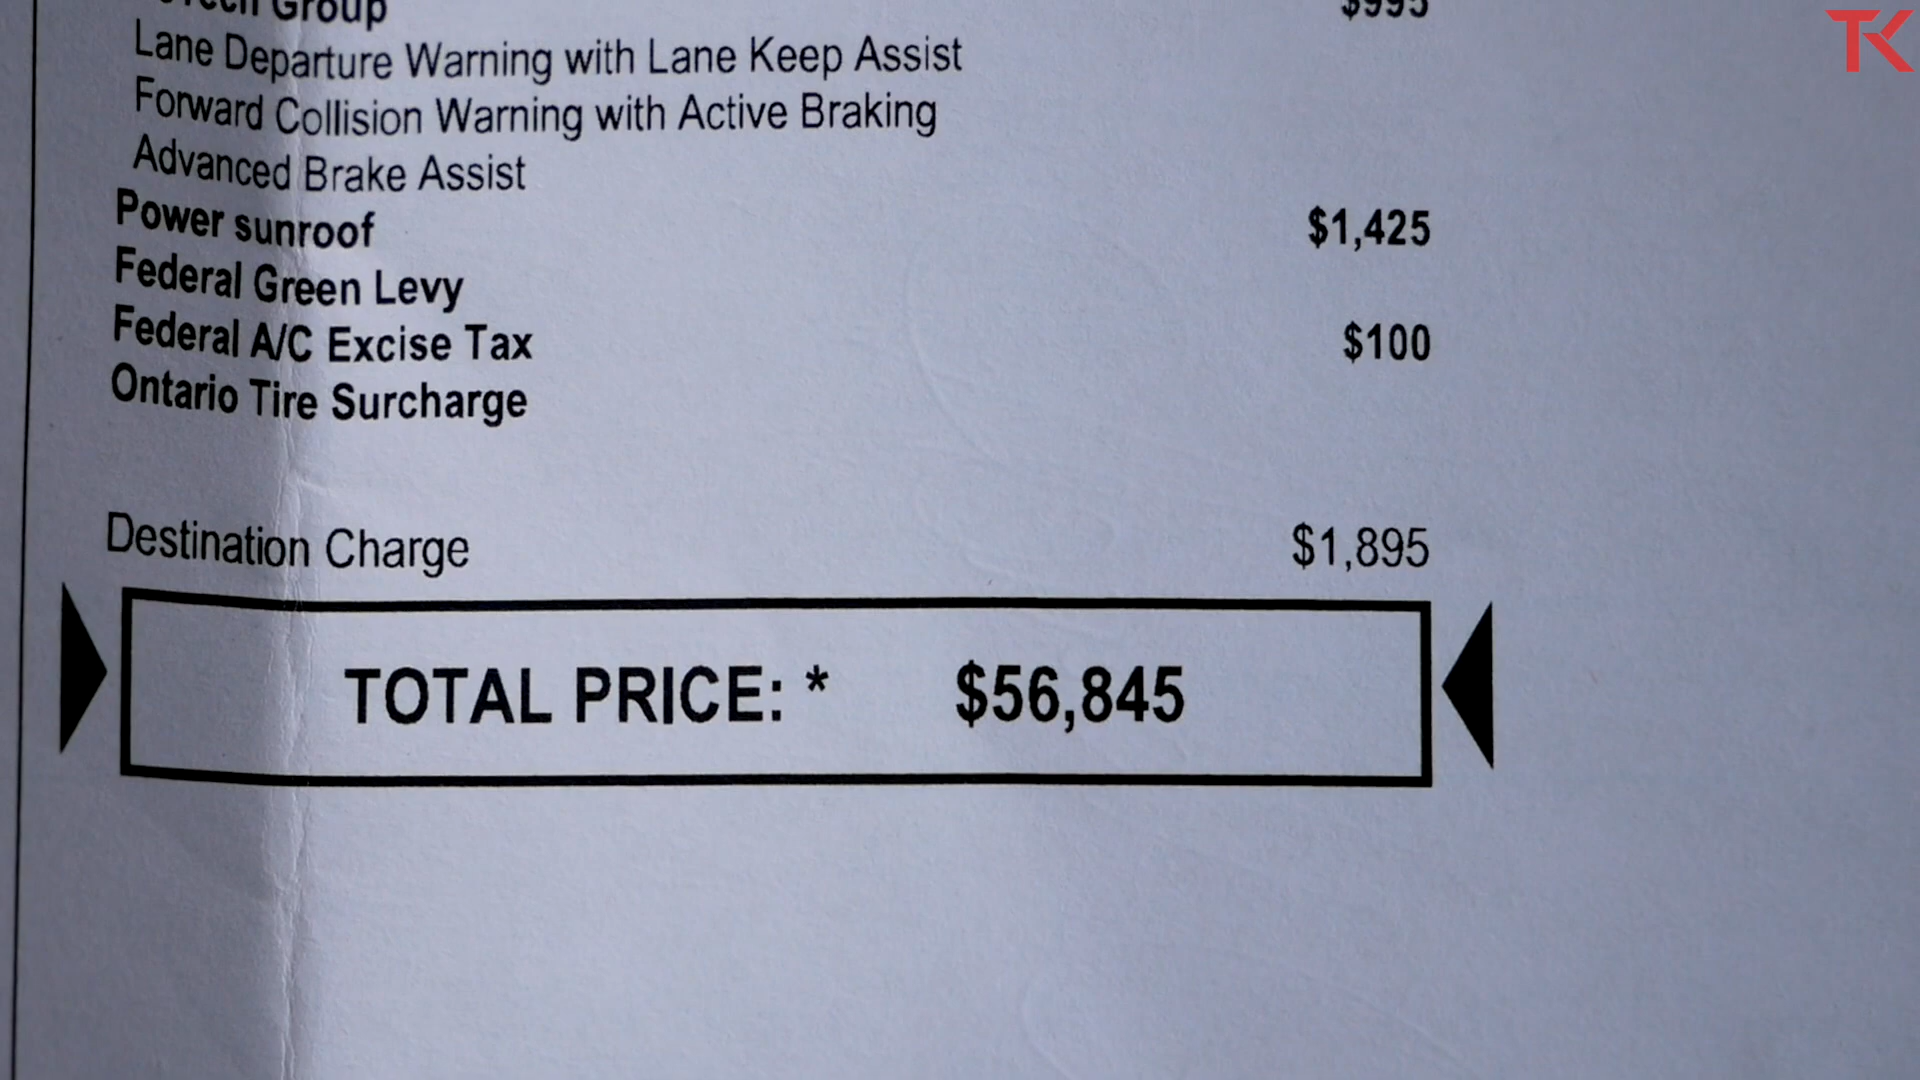 Group $995
Lane Departure Warning with Lane Keep Assist
Forward Collision Warning with Active Braking
Advanced Brake Assist
Power sunroof $1,425
Federal Green Levy
Federal A/C Excise Tax $100
Ontario Tire Surcharge
Destination Charge $1,895
TOTAL PRICE: * $56,845
TK